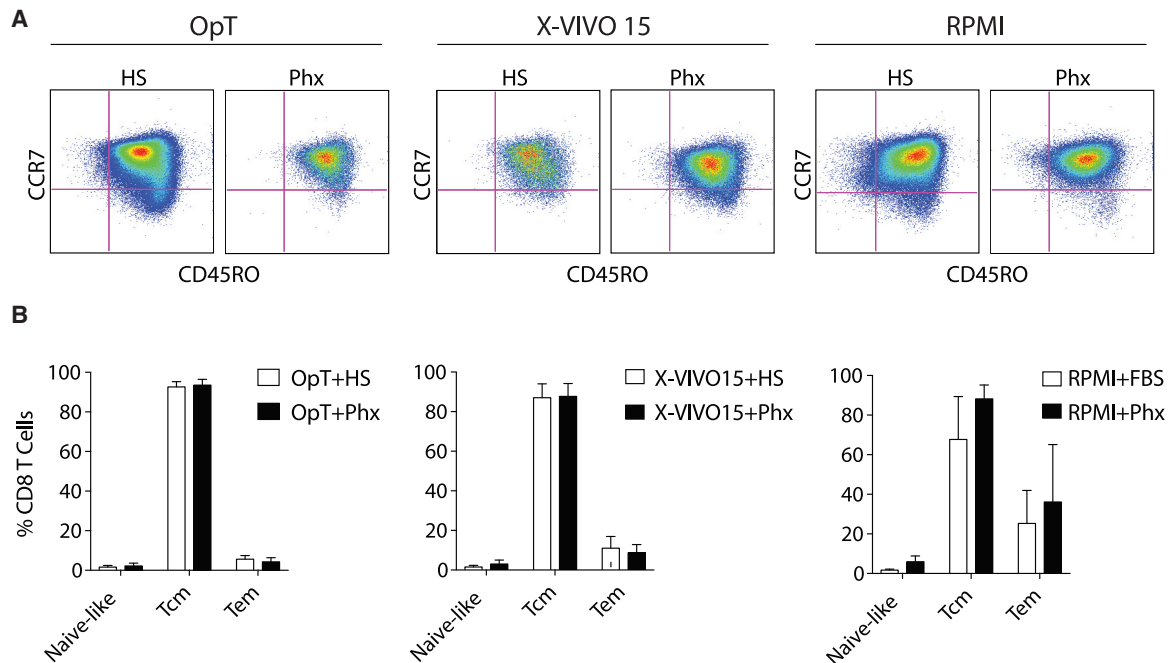 A
OpT
X-VIVO 15
RPMI
HS
Phx
HS
Phx
HS
Phx
CCR7
CCR7
CCR7
CD45RO
CD45RO
CD45RO
B
% CD8 T Cells
100
80
60
40
20
0
OpT+HS
OpT+Phx
Naive-like
Tcm
Tem
100
80
60
40
20
0
X-VIVO15+HS
X-VIVO15+Phx
Naive-like
Tcm
Tem
100
80
60
40
20
0
RPMI+FBS
RPMI+Phx
Naive-like
Tcm
Tem